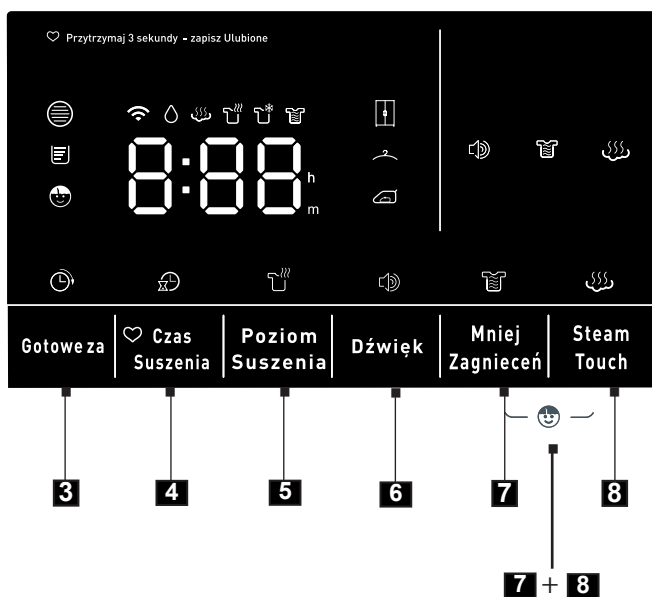 Przytrzymaj 3 sekundy - zapisz Ulubione
8:88
h
m
Gotowe za
Czas
Suszenia
Poziom
Suszenia
Dźwięk
Mniej
Zagnieceń
Steam
Touch
3
4
5
6
7
8
7 + 8